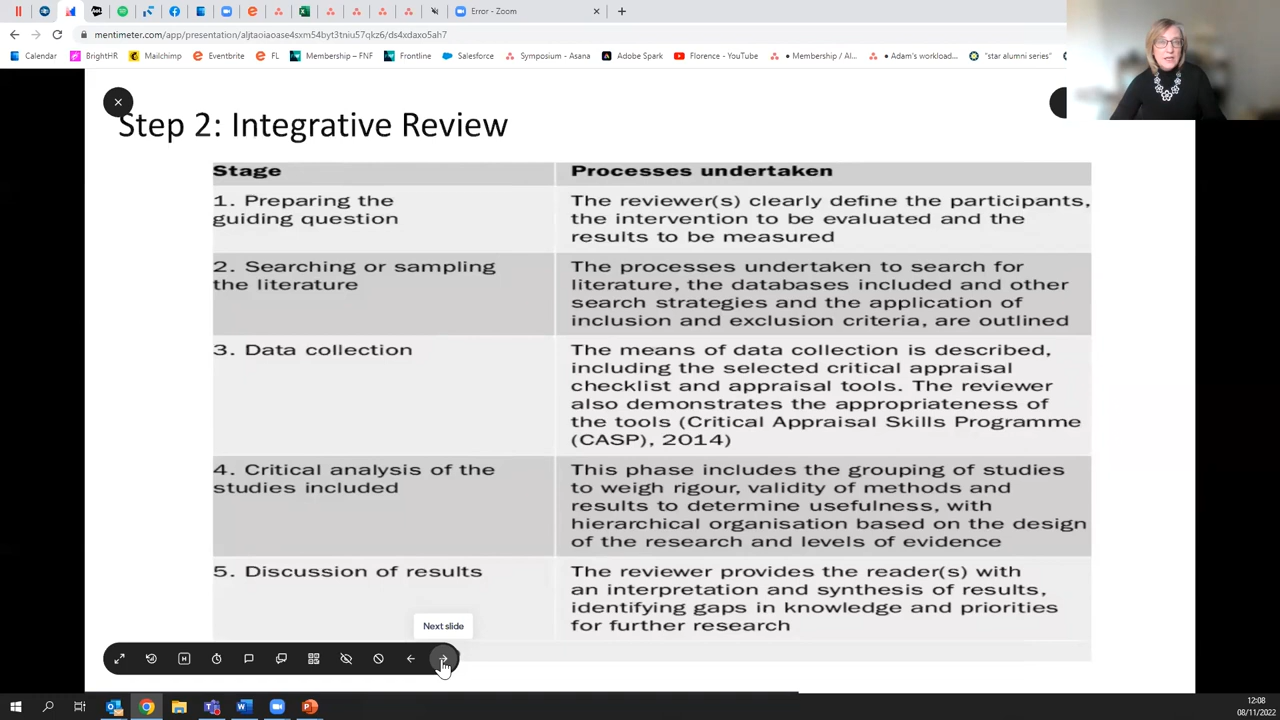 Error - Zoom
mentimeter.com/app/presentation/aljtaoiaoase4sxm54byt3tniu57qkz6/ds4xdaxo5ah7
Calendar BrightHR Mailchimp Eventbrite FL Membership – FNF Frontline Salesforce Symposium - Asana Adobe Spark Florence - YouTube • Membership / Al... • Adam's workload... "star alumni series"
Step 2: Integrative Review
Stage
Processes undertaken
1. Preparing the
guiding question
The reviewer(s) clearly define the participants,
the intervention to be evaluated and the
results to be measured
2. Searching or sampling
the literature
The processes undertaken to search for
literature, the databases included and other
search strategies and the application of
inclusion and exclusion criteria, are outlined
3. Data collection
The means of data collection is described,
including the selected critical appraisal
checklist and appraisal tools. The reviewer
also demonstrates the appropriateness of
the tools (Critical Appraisal Skills Programme
(CASP), 2014)
4. Critical analysis of the
studies included
This phase includes the grouping of studies
to weigh rigour, validity of methods and
results to determine usefulness, with
hierarchical organisation based on the design
of the research and levels of evidence
5. Discussion of results
The reviewer provides the reader(s) with
an interpretation and synthesis of results,
identifying gaps in knowledge and priorities
for further research
Next slide
H
12:08
08/11/2022